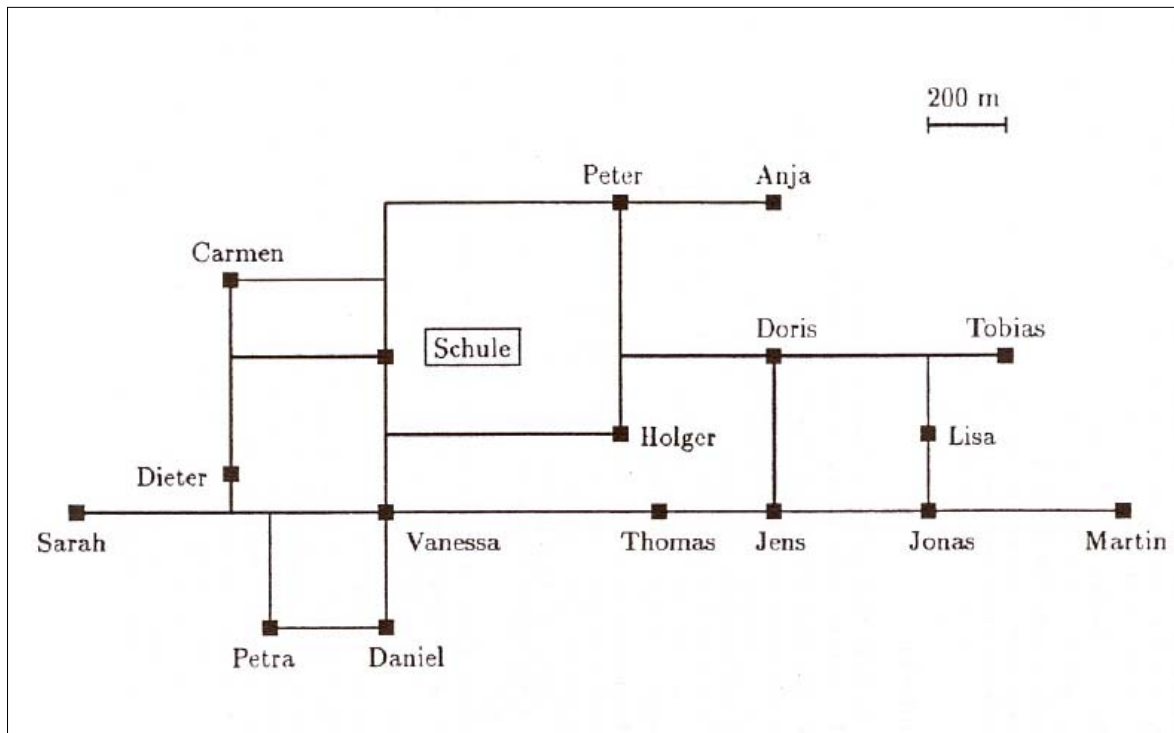 200 m
Peter
Anja
Carmen
Schule
Doris
Tobias
Holger
Lisa
Dieter
Sarah
Vanessa
Thomas
Jens
Jonas
Martin
Petra
Daniel